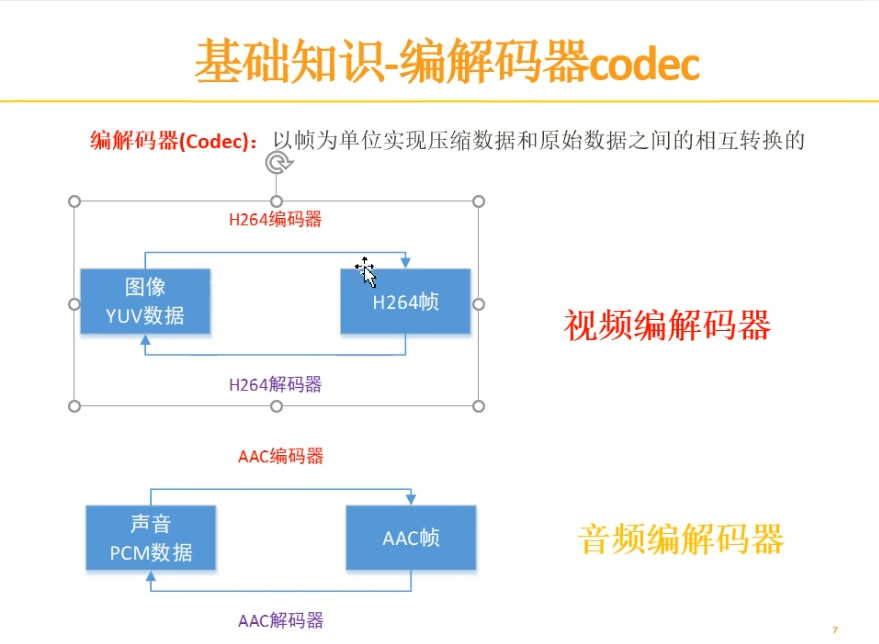 基础知识-编解码器codec
编解码器(Codec)：以帧为单位实现压缩数据和原始数据之间的相互转换的
H264编码器
图像
YUV数据
H264帧
H264解码器
视频编解码器
AAC编码器
声音
PCM数据
AAC帧
音频编解码器
AAC解码器
7